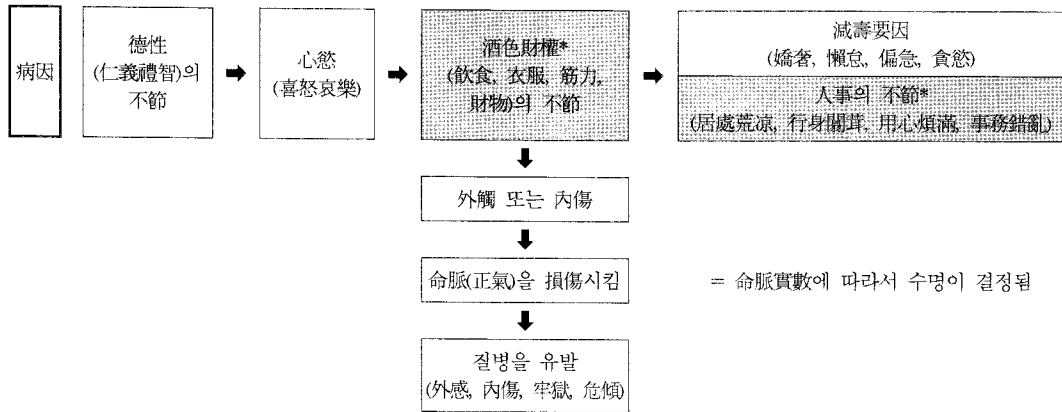 病因
德性
(仁義禮智)의
不節
心慾
(喜怒哀樂)
酒色財權*
(飮食, 衣服, 筋力,
財物)의 不節
減壽要因
(嬌奢, 懶怠, 偏急, 貪慾)
人事의 不節*
(居處荒凉, 行身闒茸, 用心煩滿, 事務錯亂)
外觸 또는 內傷
命脈(正氣)을 損傷시킴
= 命脈實數에 따라서 수명이 결정됨
질병을 유발
(外感, 內傷, 牢獄, 危傾)